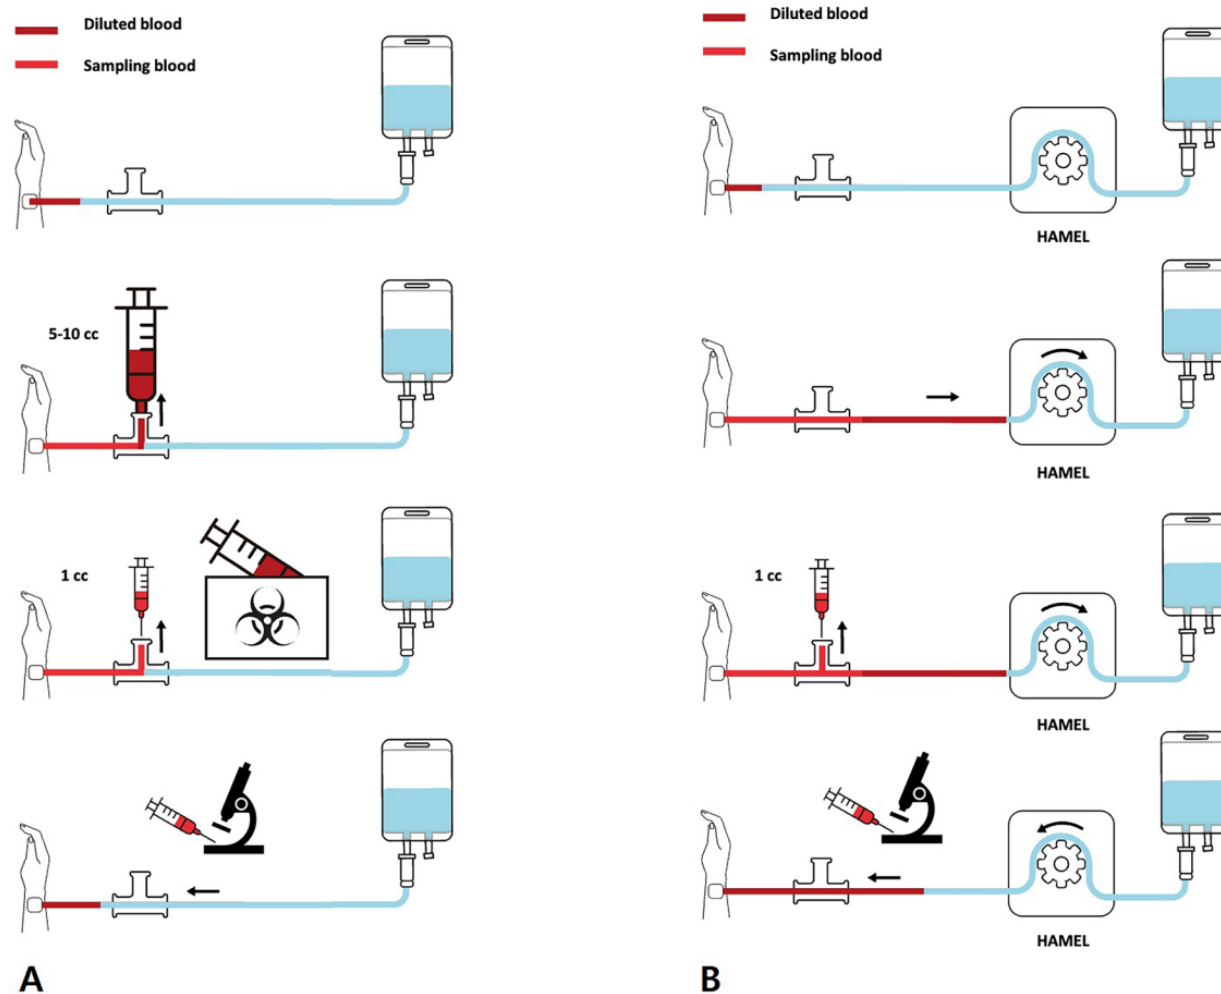 Diluted blood
Sampling blood
5-10 cc
1 cc
A
Diluted blood
Sampling blood
HAMEL
HAMEL
1 cc
HAMEL
HAMEL
B